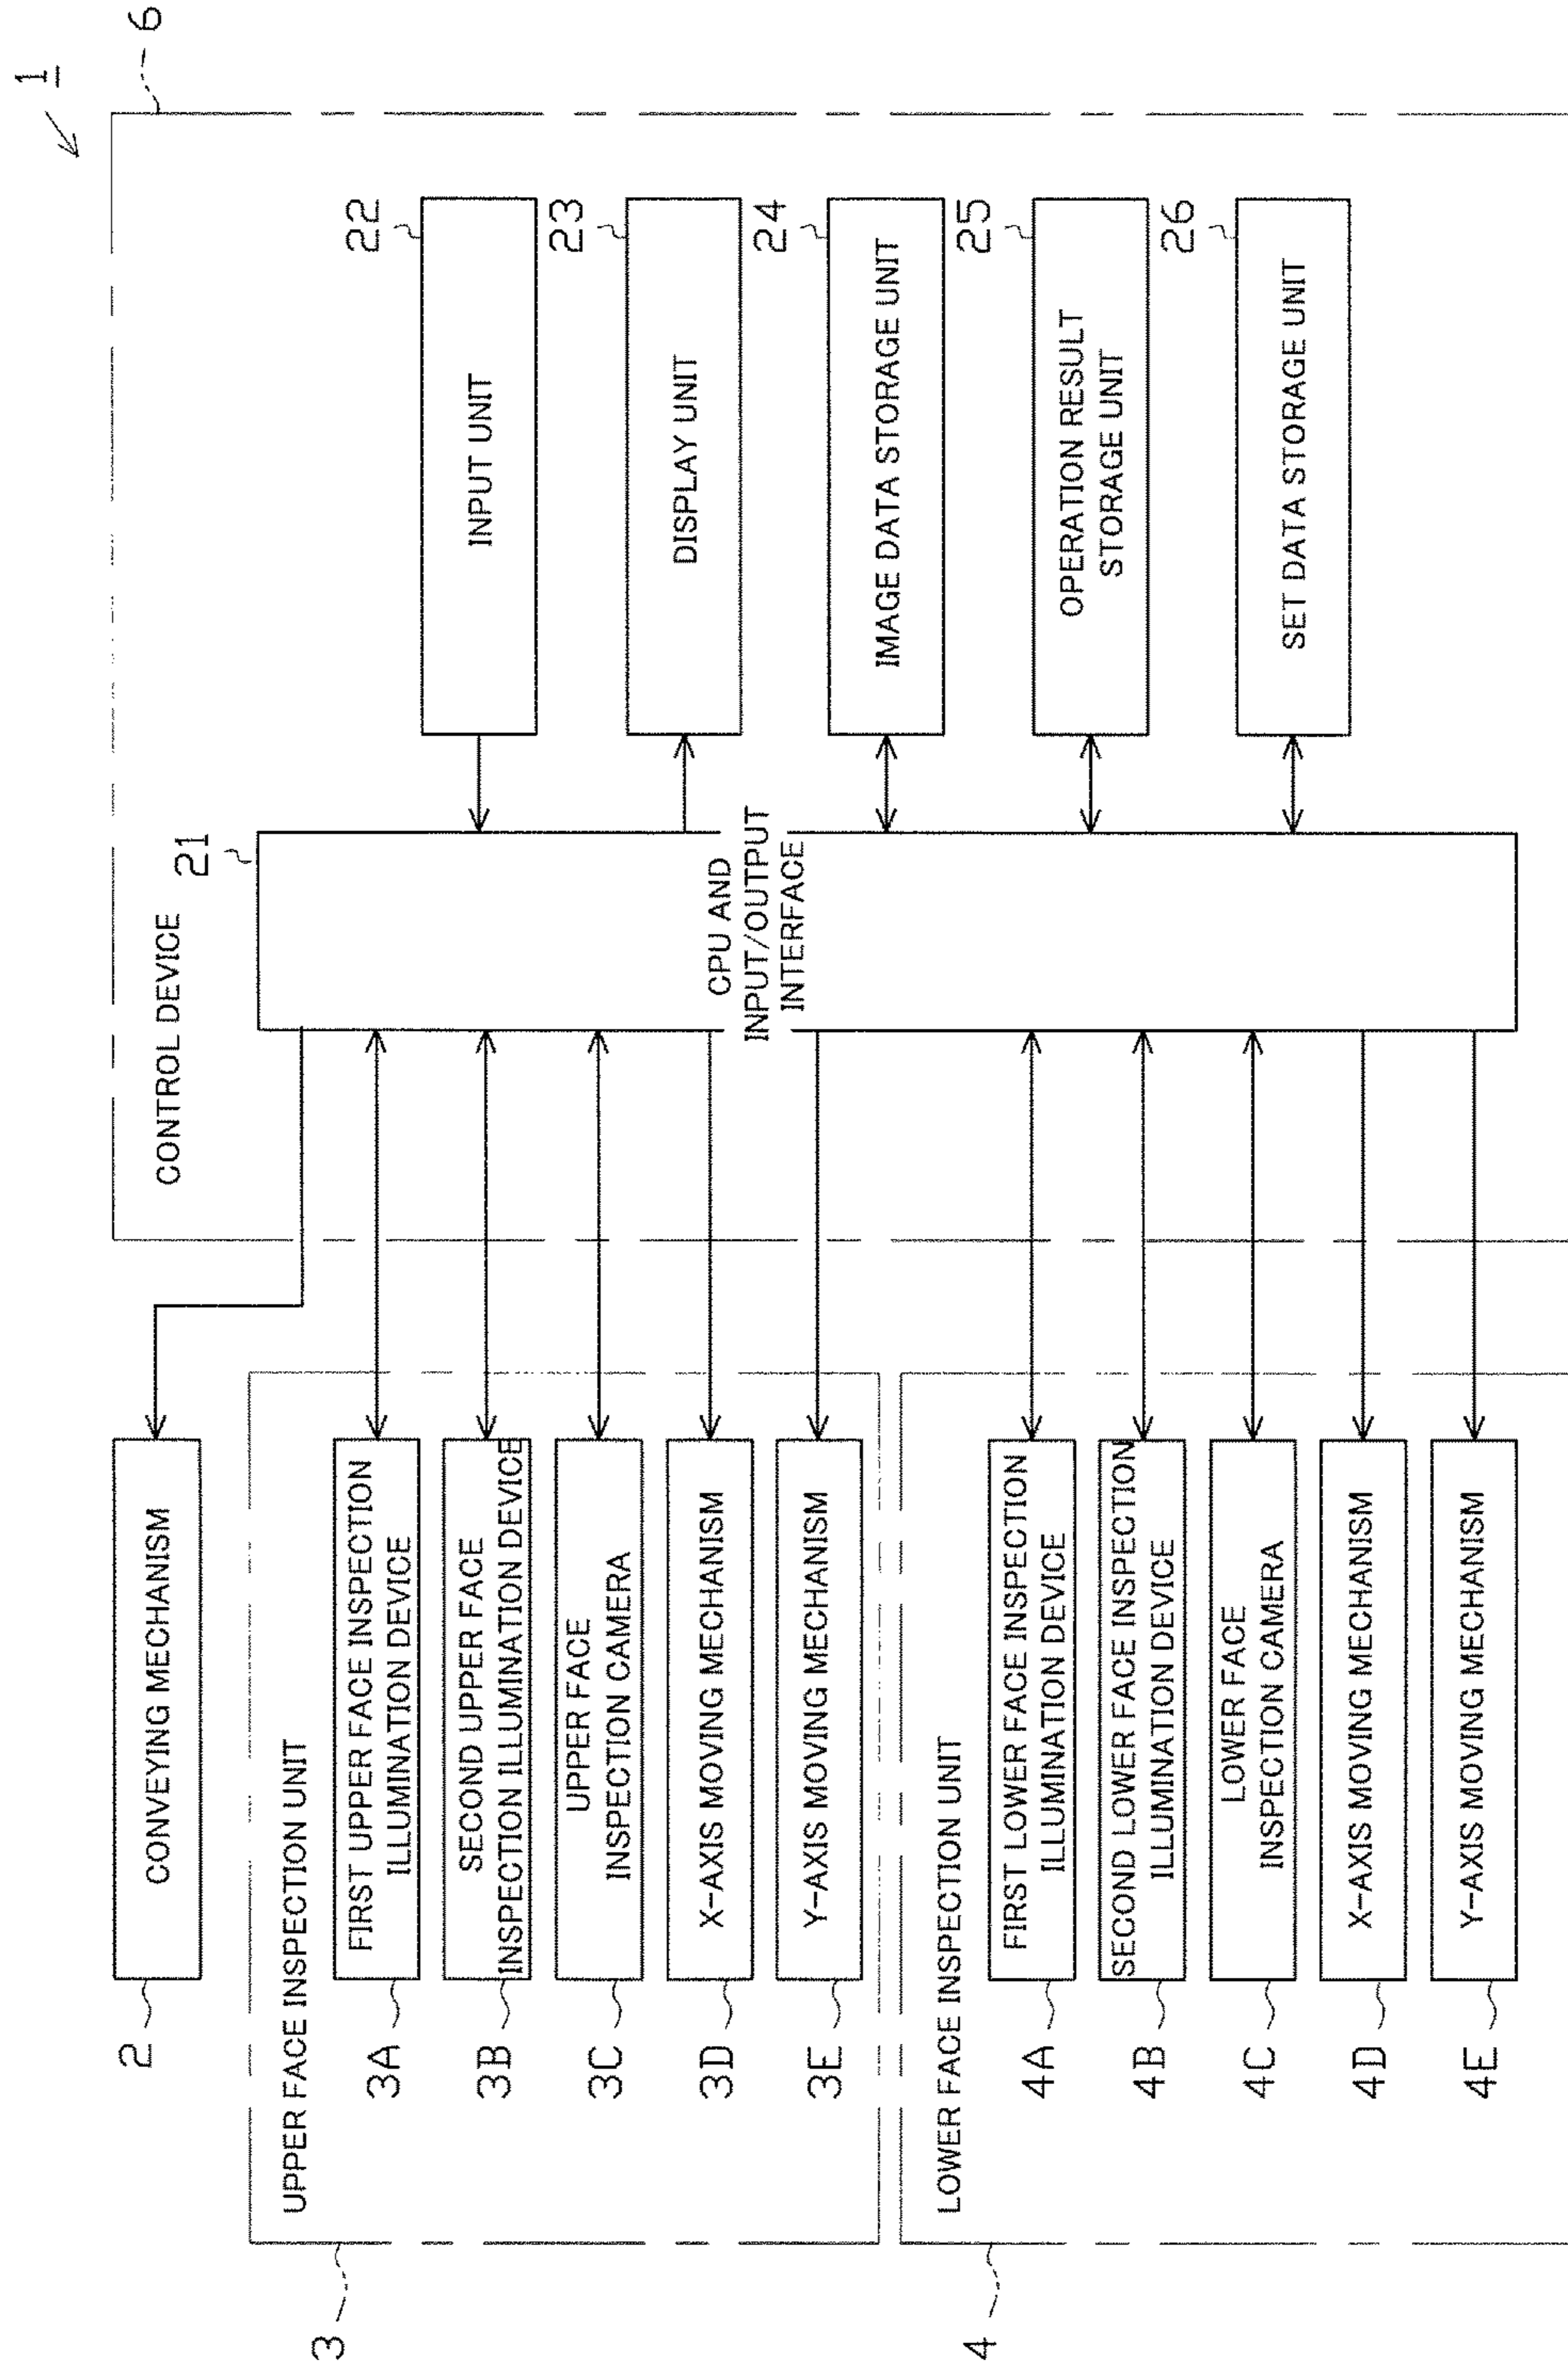 1
6
CONTROL DEVICE
2
CONVEYING MECHANISM
3
UPPER FACE INSPECTION UNIT
3A
FIRST UPPER FACE INSPECTION
ILLUMINATION DEVICE
3B
SECOND UPPER FACE
INSPECTION ILLUMINATION DEVICE
3C
UPPER FACE
INSPECTION CAMERA
3D
X-AXIS MOVING MECHANISM
3E
Y-AXIS MOVING MECHANISM
4
LOWER FACE INSPECTION UNIT
4A
FIRST LOWER FACE INSPECTION
ILLUMINATION DEVICE
4B
SECOND LOWER FACE INSPECTION
ILLUMINATION DEVICE
4C
LOWER FACE
INSPECTION CAMERA
4D
X-AXIS MOVING MECHANISM
4E
Y-AXIS MOVING MECHANISM
21
CPU AND
INPUT/OUTPUT
INTERFACE
22
INPUT UNIT
23
DISPLAY UNIT
24
IMAGE DATA STORAGE UNIT
25
OPERATION RESULT
STORAGE UNIT
26
SET DATA STORAGE UNIT